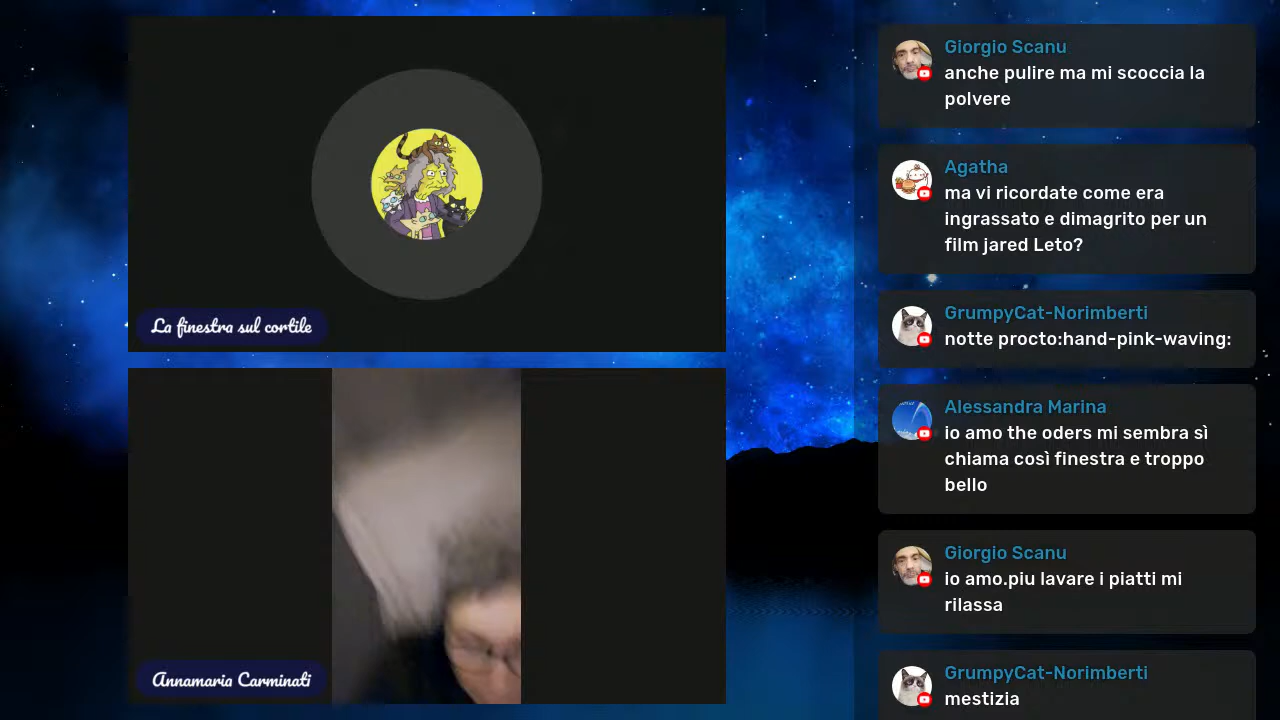 La finestra sul cortile
Annamaria Carminati
Giorgio Scanu
anche pulire ma mi scoccia la
polvere
Agatha
ma vi ricordate come era
ingrassato e dimagrito per un
film jared Leto?
GrumpyCat-Norimberti
notte procto:hand-pink-waving:
Alessandra Marina
io amo the oders mi sembra sì
chiama così finestra e troppo
bello
Giorgio Scanu
io amo.piu lavare i piatti mi
rilassa
GrumpyCat-Norimberti
mestizia